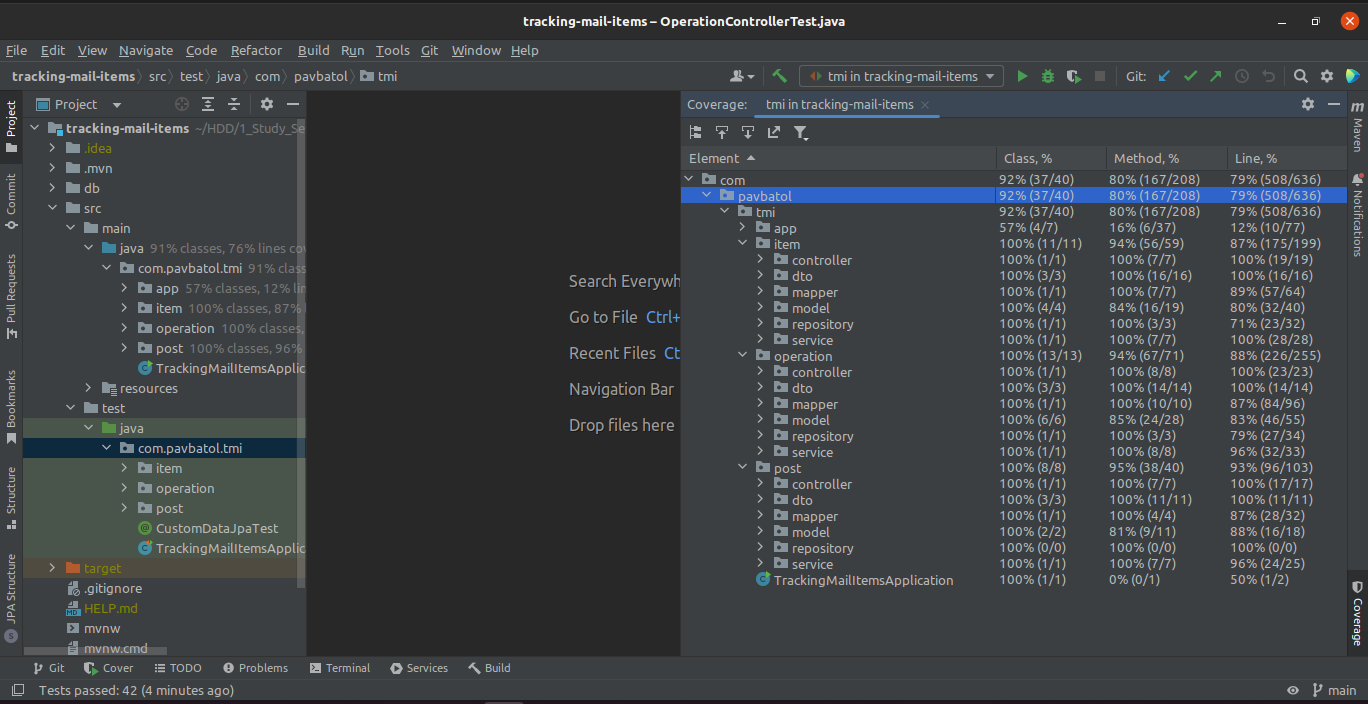 tracking-mail-items – OperationControllerTest.java
File Edit View Navigate Code Refactor Build Run Tools Git Window Help
tracking-mail-items src test java com pavbatol tmi
tmi in tracking-mail-items
Git:
Project
Commit
Pull Requests
Bookmarks
Structure
JPA Structure
Project
tracking-mail-items ~/HDD/1_Study_Se
.idea
.mvn
db
src
main
java 91% classes, 76% lines cov
com.pavbatol.tmi 91% class
app 57% classes, 12% lin
item 100% classes, 87% l
operation 100% classes,
post 100% classes, 96%
TrackingMailItemsApplic
resources
test
java
com.pavbatol.tmi
item
operation
post
CustomDataJpaTest
TrackingMailItemsApplic
target
.gitignore
HELP.md
mvnw
mvnw.cmd
Search Everywh
Go to File Ctrl+
Recent Files Ct
Navigation Bar
Drop files here
Coverage: tmi in tracking-mail-items
Element Class, % Method, % Line, %
com 92% (37/40) 80% (167/208) 79% (508/636)
pavbatol 92% (37/40) 80% (167/208) 79% (508/636)
tmi 92% (37/40) 80% (167/208) 79% (508/636)
app 57% (4/7) 16% (6/37) 12% (10/77)
item 100% (11/11) 94% (56/59) 87% (175/199)
controller 100% (1/1) 100% (7/7) 100% (19/19)
dto 100% (3/3) 100% (16/16) 100% (16/16)
mapper 100% (1/1) 100% (7/7) 89% (57/64)
model 100% (4/4) 84% (16/19) 80% (32/40)
repository 100% (1/1) 100% (3/3) 71% (23/32)
service 100% (1/1) 100% (7/7) 100% (28/28)
operation 100% (13/13) 94% (67/71) 88% (226/255)
controller 100% (1/1) 100% (8/8) 100% (23/23)
dto 100% (3/3) 100% (14/14) 100% (14/14)
mapper 100% (1/1) 100% (10/10) 87% (84/96)
model 100% (6/6) 85% (24/28) 83% (46/55)
repository 100% (1/1) 100% (3/3) 79% (27/34)
service 100% (1/1) 100% (8/8) 96% (32/33)
post 100% (8/8) 95% (38/40) 93% (96/103)
controller 100% (1/1) 100% (7/7) 100% (17/17)
dto 100% (3/3) 100% (11/11) 100% (11/11)
mapper 100% (1/1) 100% (4/4) 87% (28/32)
model 100% (2/2) 81% (9/11) 88% (16/18)
repository 100% (0/0) 100% (0/0) 100% (0/0)
service 100% (1/1) 100% (7/7) 96% (24/25)
TrackingMailItemsApplication 100% (1/1) 0% (0/1) 50% (1/2)
Maven
Notifications
Coverage
Git Cover TODO Problems Terminal Services Build
Tests passed: 42 (4 minutes ago)
main